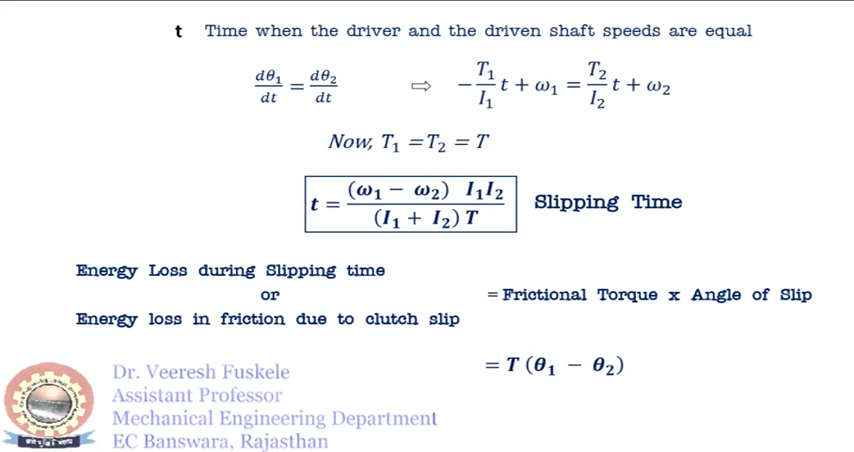 t Time when the driver and the driven shaft speeds are equal
dθ₁/dt = dθ₂/dt ⇨ −T₁/I₁ t + ω₁ = T₂/I₂ t + ω₂
Now, T₁ = T₂ = T
t = (ω₁ − ω₂) I₁I₂ / (I₁ + I₂) T Slipping Time
Energy Loss during Slipping time
or = Frictional Torque x Angle of Slip
Energy loss in friction due to clutch slip
= T (θ₁ − θ₂)
Dr. Veeresh Fuskele
Assistant Professor
Mechanical Engineering Department
EC Banswara, Rajasthan